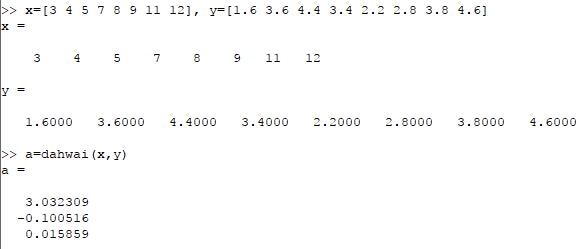 >> x=[3 4 5 7 8 9 11 12], y=[1.6 3.6 4.4 3.4 2.2 2.8 3.8 4.6]
x =
3 4 5 7 8 9 11 12
y =
1.6000 3.6000 4.4000 3.4000 2.2000 2.8000 3.8000 4.6000
>> a=dahwai(x,y)
a =
3.032309
-0.100516
0.015859